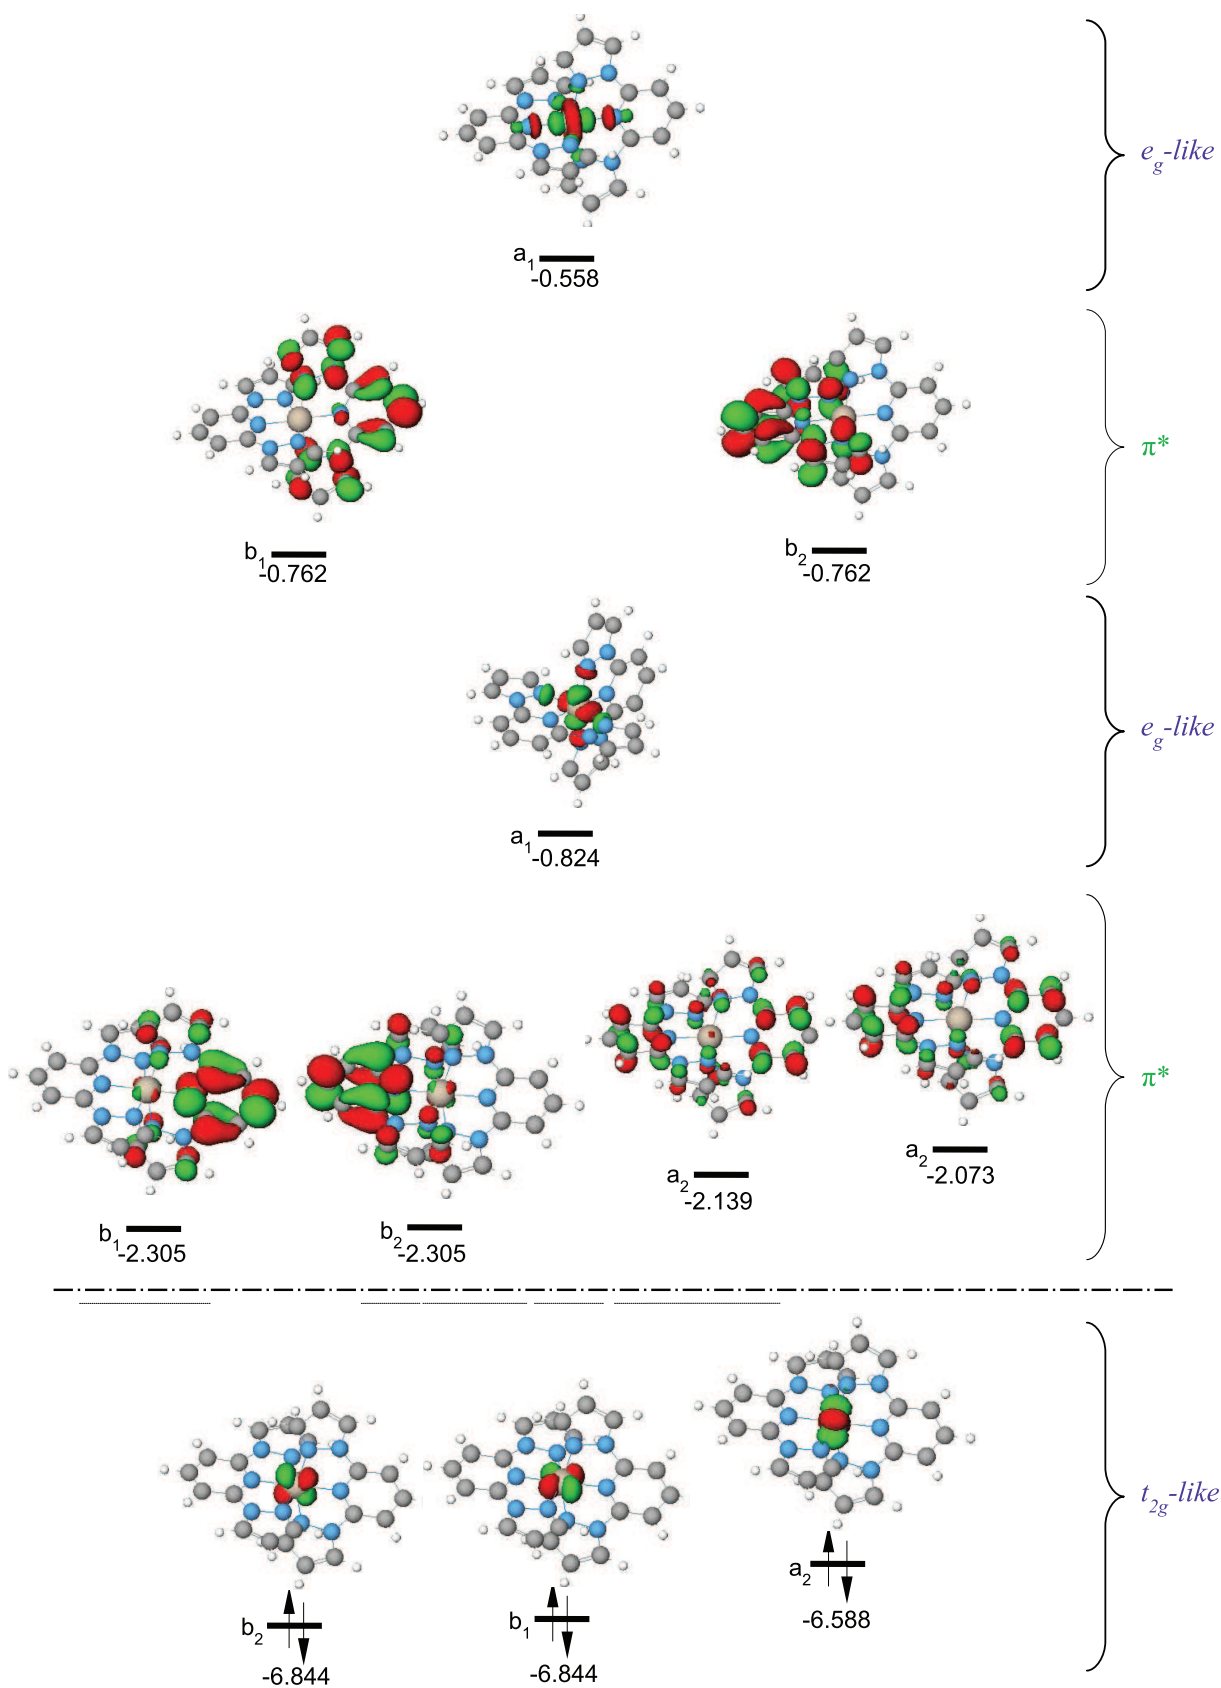 e_g-like
a_1
-0.558
b_1
-0.762
b_2
-0.762
π*
e_g-like
a_1
-0.824
π*
a_2
-2.073
a_2
-2.139
b_1
-2.305
b_2
-2.305
t_2g-like
a_2
-6.588
b_2
-6.844
b_1
-6.844